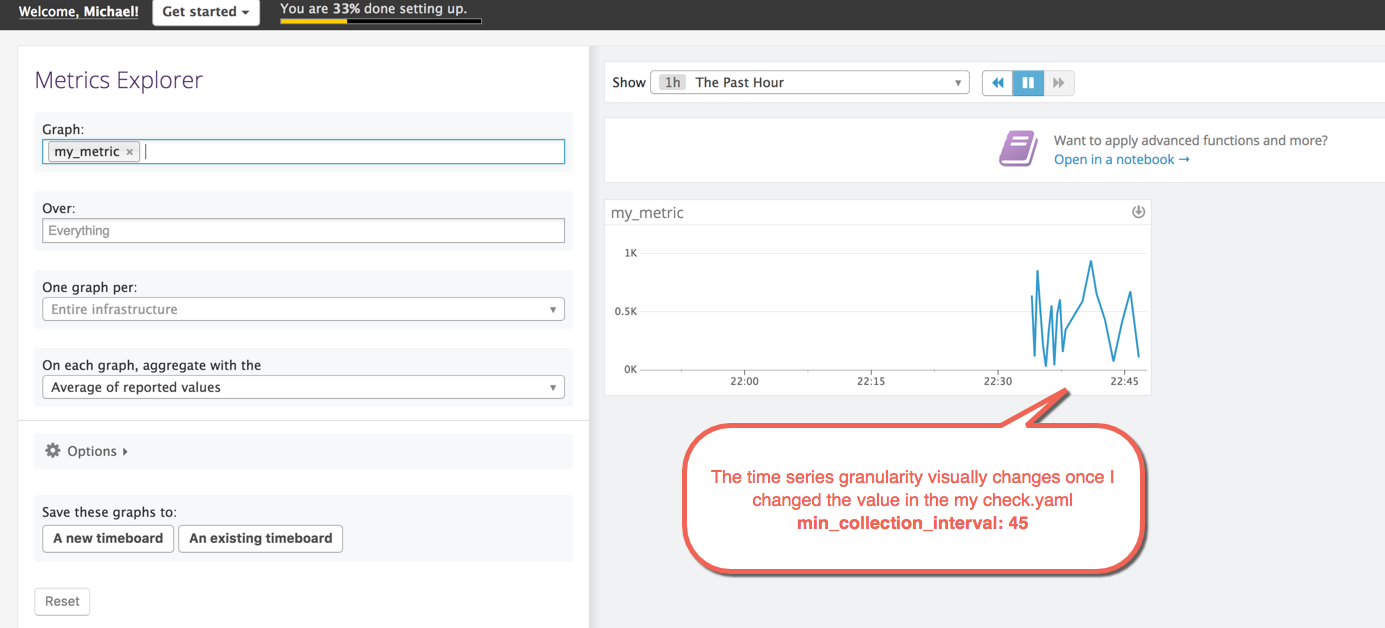 Welcome, Michael!
Get started
You are 33% done setting up.
Metrics Explorer
Graph:
my_metric ×
Over:
Everything
One graph per:
Entire infrastructure
On each graph, aggregate with the
Average of reported values
Options
Save these graphs to:
A new timeboard
An existing timeboard
Reset
Show 1h The Past Hour
Want to apply advanced functions and more?
Open in a notebook →
my_metric
1K
0.5K
0K
22:00 22:15 22:30 22:45
The time series granularity visually changes once I
changed the value in the my check.yaml
min_collection_interval: 45